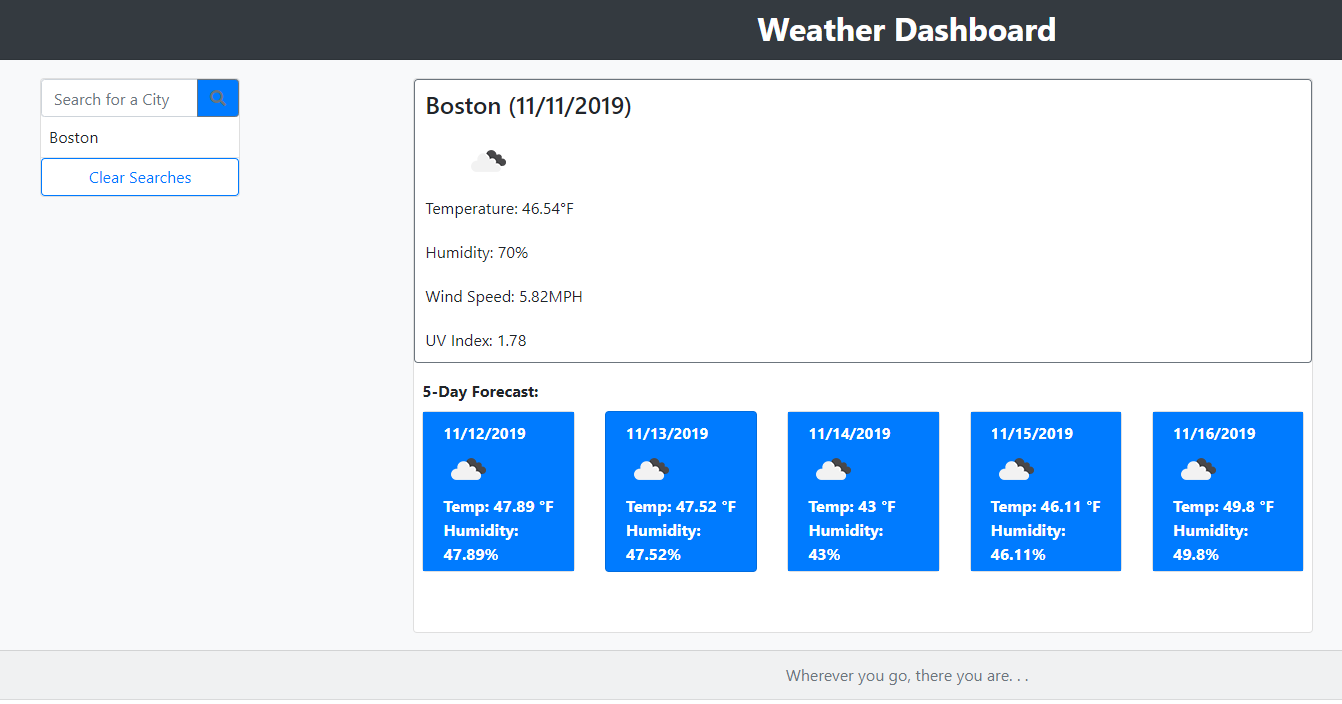 Weather Dashboard
Search for a City
Boston
Clear Searches
Boston (11/11/2019)
Temperature: 46.54°F
Humidity: 70%
Wind Speed: 5.82MPH
UV Index: 1.78
5-Day Forecast:
11/12/2019
Temp: 47.89 °F
Humidity:
47.89%
11/13/2019
Temp: 47.52 °F
Humidity:
47.52%
11/14/2019
Temp: 43 °F
Humidity:
43%
11/15/2019
Temp: 46.11 °F
Humidity:
46.11%
11/16/2019
Temp: 49.8 °F
Humidity:
49.8%
Wherever you go, there you are. . .